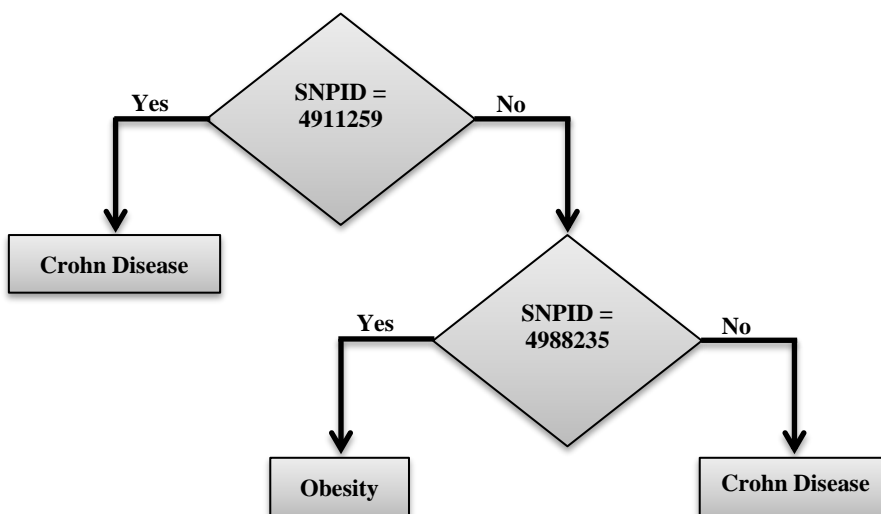 SNPID =
4911259
Yes
No
Crohn Disease
SNPID =
4988235
Yes
No
Obesity
Crohn Disease